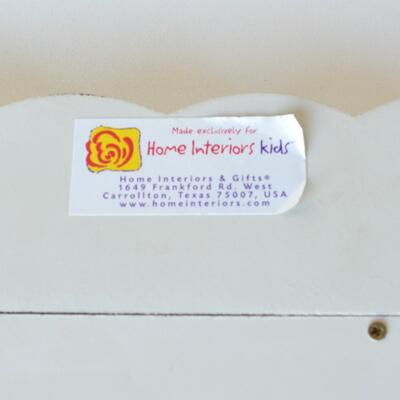 Made exclusively for
Home Interiors kids™
Home Interiors & Gifts®
1649 Frankford Rd. West
Carrollton, Texas 75007, USA
www.homeinteriors.com